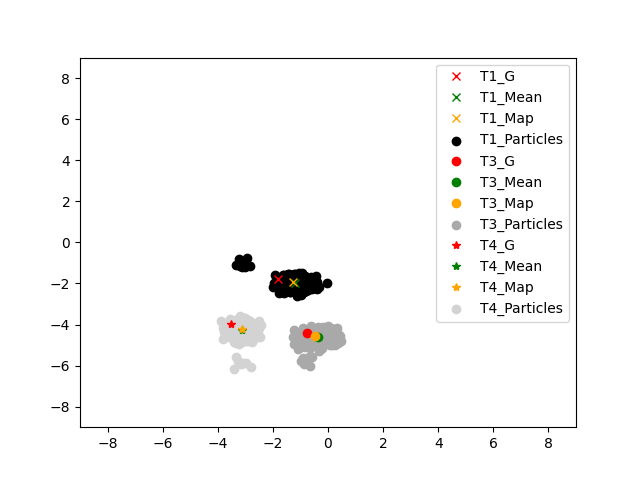 8
6
4
2
0
−2
−4
−6
−8
−8 −6 −4 −2 0 2 4 6 8
T1_G
T1_Mean
T1_Map
T1_Particles
T3_G
T3_Mean
T3_Map
T3_Particles
T4_G
T4_Mean
T4_Map
T4_Particles